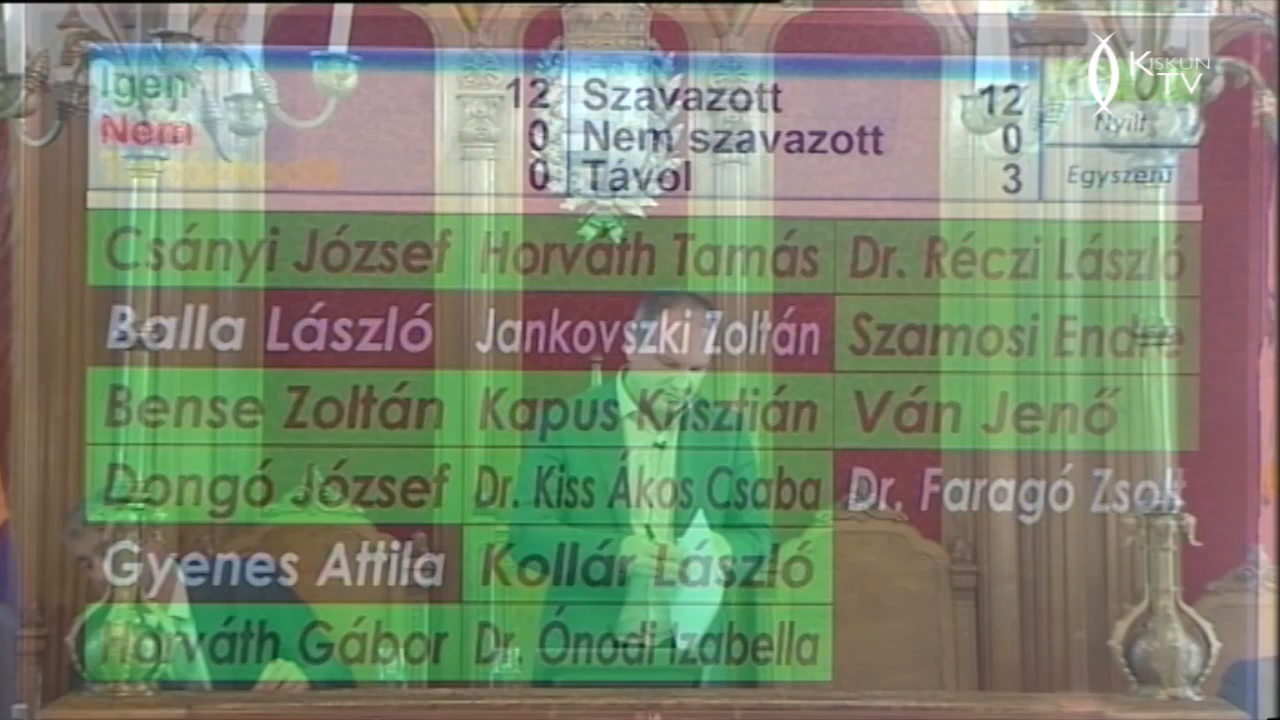 KISKUN TV
Igen 12 Szavazott 12
Nem 0 Nem szavazott 0
0 Távol 3
Nyílt
Egyszerű
Csányi József Horváth Tamás Dr. Réczi László
Balla László Jankovszki Zoltán Szamosi Endre
Bense Zoltán Kapus Krisztián Ván Jenő
Dongó József Dr. Kiss Ákos Csaba Dr. Faragó Zsolt
Gyenes Attila Kollár László
Horváth Gábor Dr. Ónodi Izabella